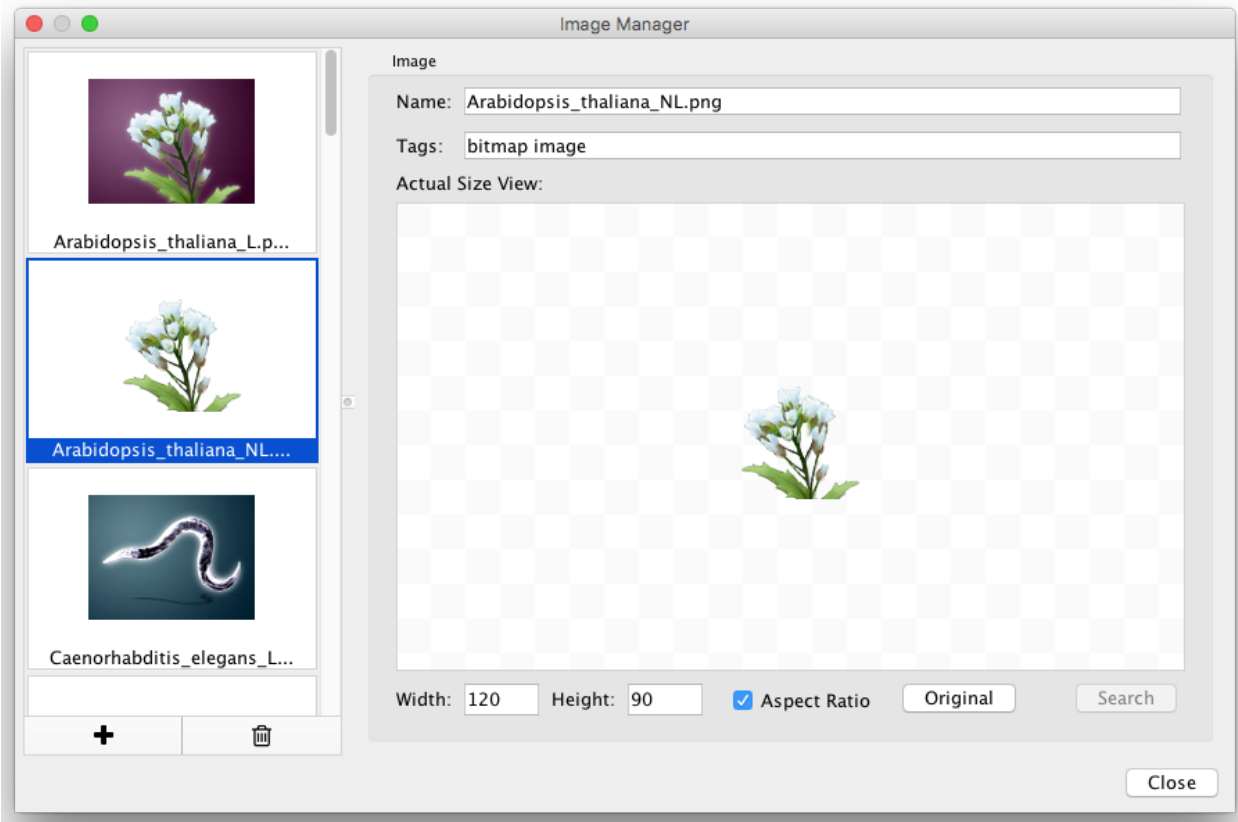 Image Manager
Arabidopsis_thaliana_L.p...
Arabidopsis_thaliana_NL....
Caenorhabditis_elegans_L...
Image
Name: Arabidopsis_thaliana_NL.png
Tags: bitmap image
Actual Size View:
Width: 120 Height: 90 Aspect Ratio Original Search
Close